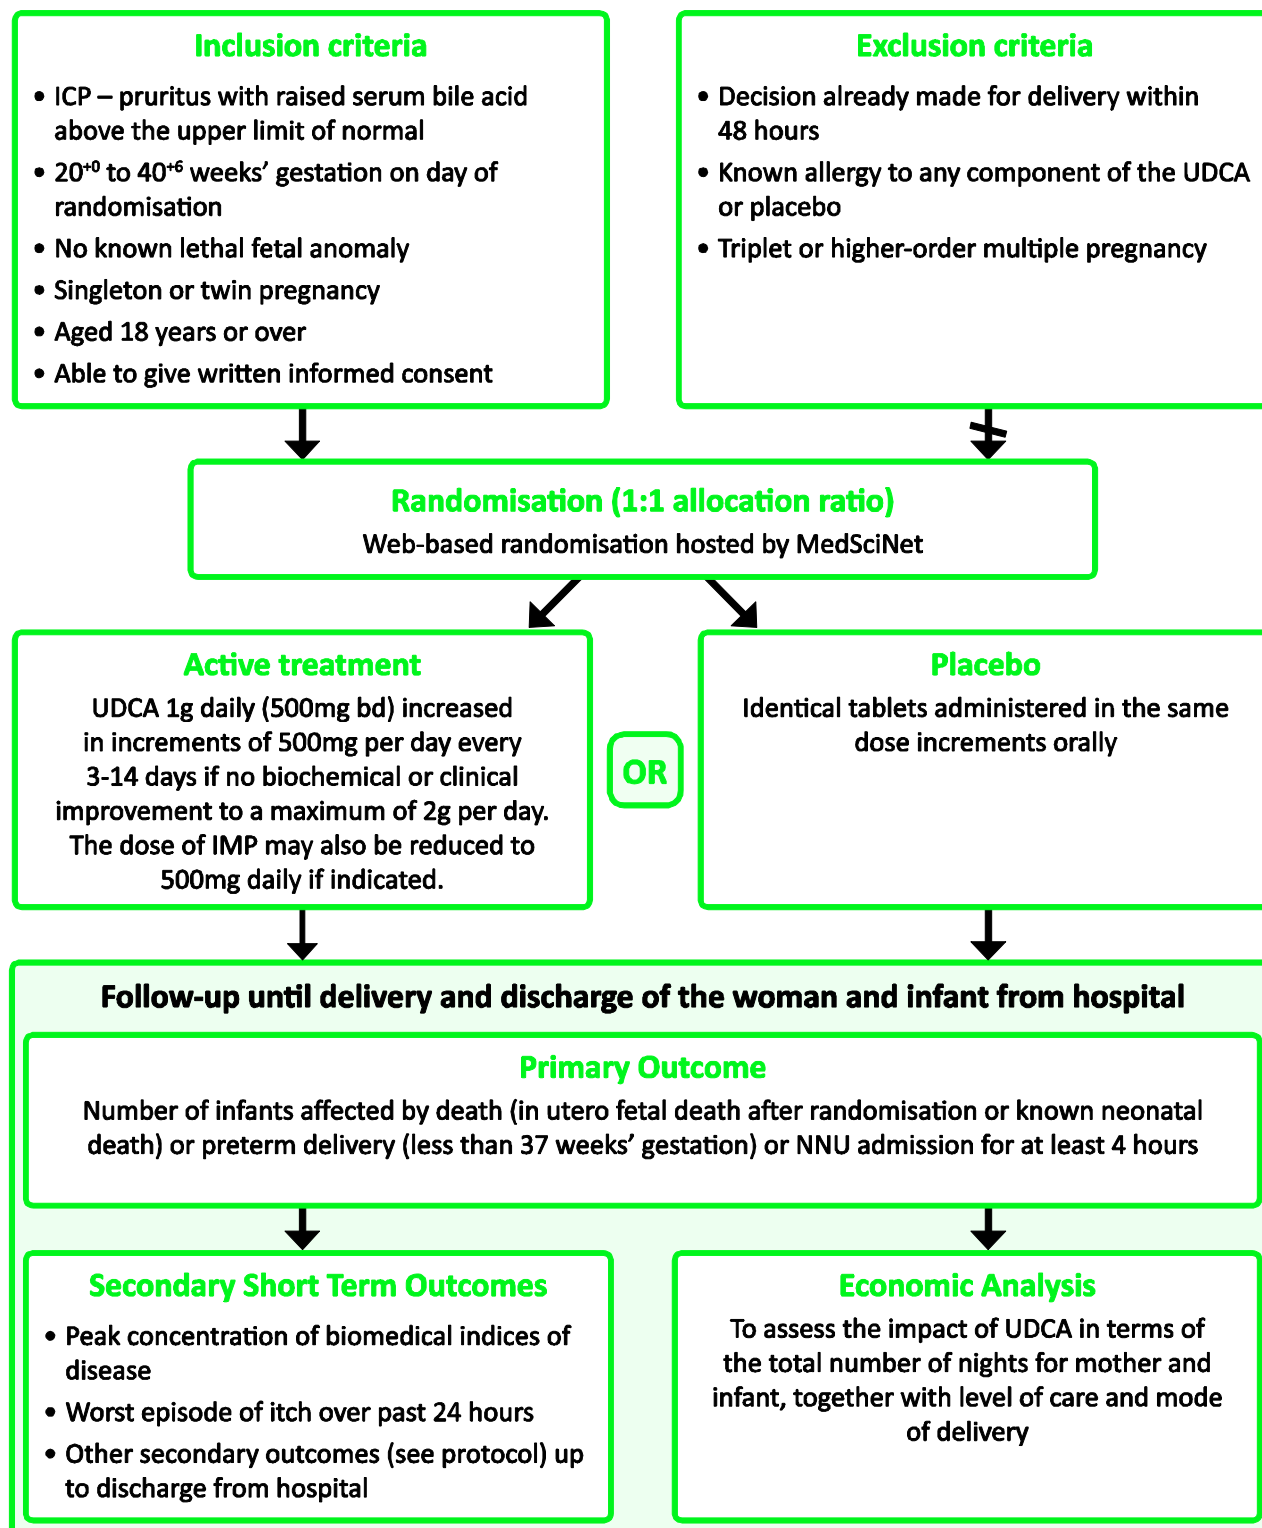 Inclusion criteria
• ICP – pruritus with raised serum bile acid
above the upper limit of normal
• 20⁺⁰ to 40⁺⁶ weeks’ gestation on day of
randomisation
• No known lethal fetal anomaly
• Singleton or twin pregnancy
• Aged 18 years or over
• Able to give written informed consent
Exclusion criteria
• Decision already made for delivery within
48 hours
• Known allergy to any component of the UDCA
or placebo
• Triplet or higher-order multiple pregnancy
Randomisation (1:1 allocation ratio)
Web-based randomisation hosted by MedSciNet
Active treatment
UDCA 1g daily (500mg bd) increased
in increments of 500mg per day every
3-14 days if no biochemical or clinical
improvement to a maximum of 2g per day.
The dose of IMP may also be reduced to
500mg daily if indicated.
OR
Placebo
Identical tablets administered in the same
dose increments orally
Follow-up until delivery and discharge of the woman and infant from hospital
Primary Outcome
Number of infants affected by death (in utero fetal death after randomisation or known neonatal
death) or preterm delivery (less than 37 weeks’ gestation) or NNU admission for at least 4 hours
Secondary Short Term Outcomes
• Peak concentration of biomedical indices of
disease
• Worst episode of itch over past 24 hours
• Other secondary outcomes (see protocol) up
to discharge from hospital
Economic Analysis
To assess the impact of UDCA in terms of
the total number of nights for mother and
infant, together with level of care and mode
of delivery